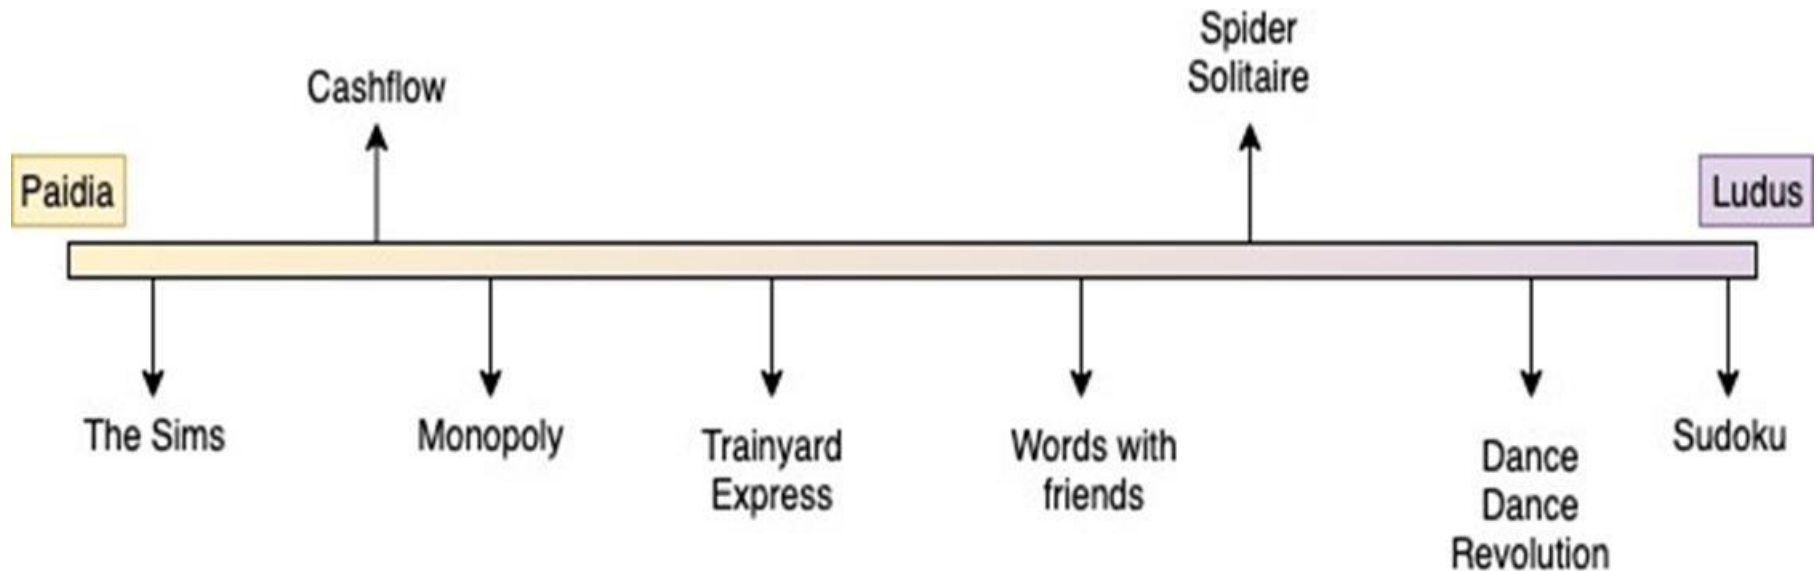 Spider
Solitaire
Cashflow
Paidia
Ludus
The Sims
Monopoly
Trainyard
Express
Words with
friends
Dance
Dance
Revolution
Sudoku